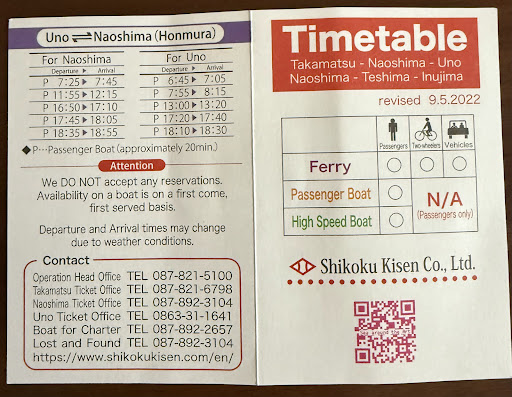 Uno ⇌ Naoshima (Honmura)
For Naoshima For Uno
Departure ▶ Arrival Departure ▶ Arrival
P 7:25▶ 7:45 P 6:45▶ 7:05
P 11:55▶12:15 P 7:55▶ 8:15
P 16:50▶17:10 P 13:00▶13:20
P 17:45▶18:05 P 17:20▶17:40
P 18:35▶18:55 P 18:10▶18:30
◆P…Passenger Boat (approximately 20min.)
Attention
We DO NOT accept any reservations.
Availability on a boat is on a first come,
first served basis.
Departure and Arrival times may change
due to weather conditions.
Contact
Operation Head Office TEL 087-821-5100
Takamatsu Ticket Office TEL 087-821-6798
Naoshima Ticket Office TEL 087-892-3104
Uno Ticket Office TEL 0863-31-1641
Boat for Charter TEL 087-892-2657
Lost and Found TEL 087-892-3104
https://www.shikokukisen.com/en/
Timetable
Takamatsu - Naoshima - Uno
Naoshima - Teshima - Inujima
revised 9.5.2022
Passengers Two-wheelers Vehicles
Ferry ○ ○ ○
Passenger Boat ○ N/A
(Passengers only)
High Speed Boat ○
Shikoku Kisen Co., Ltd.